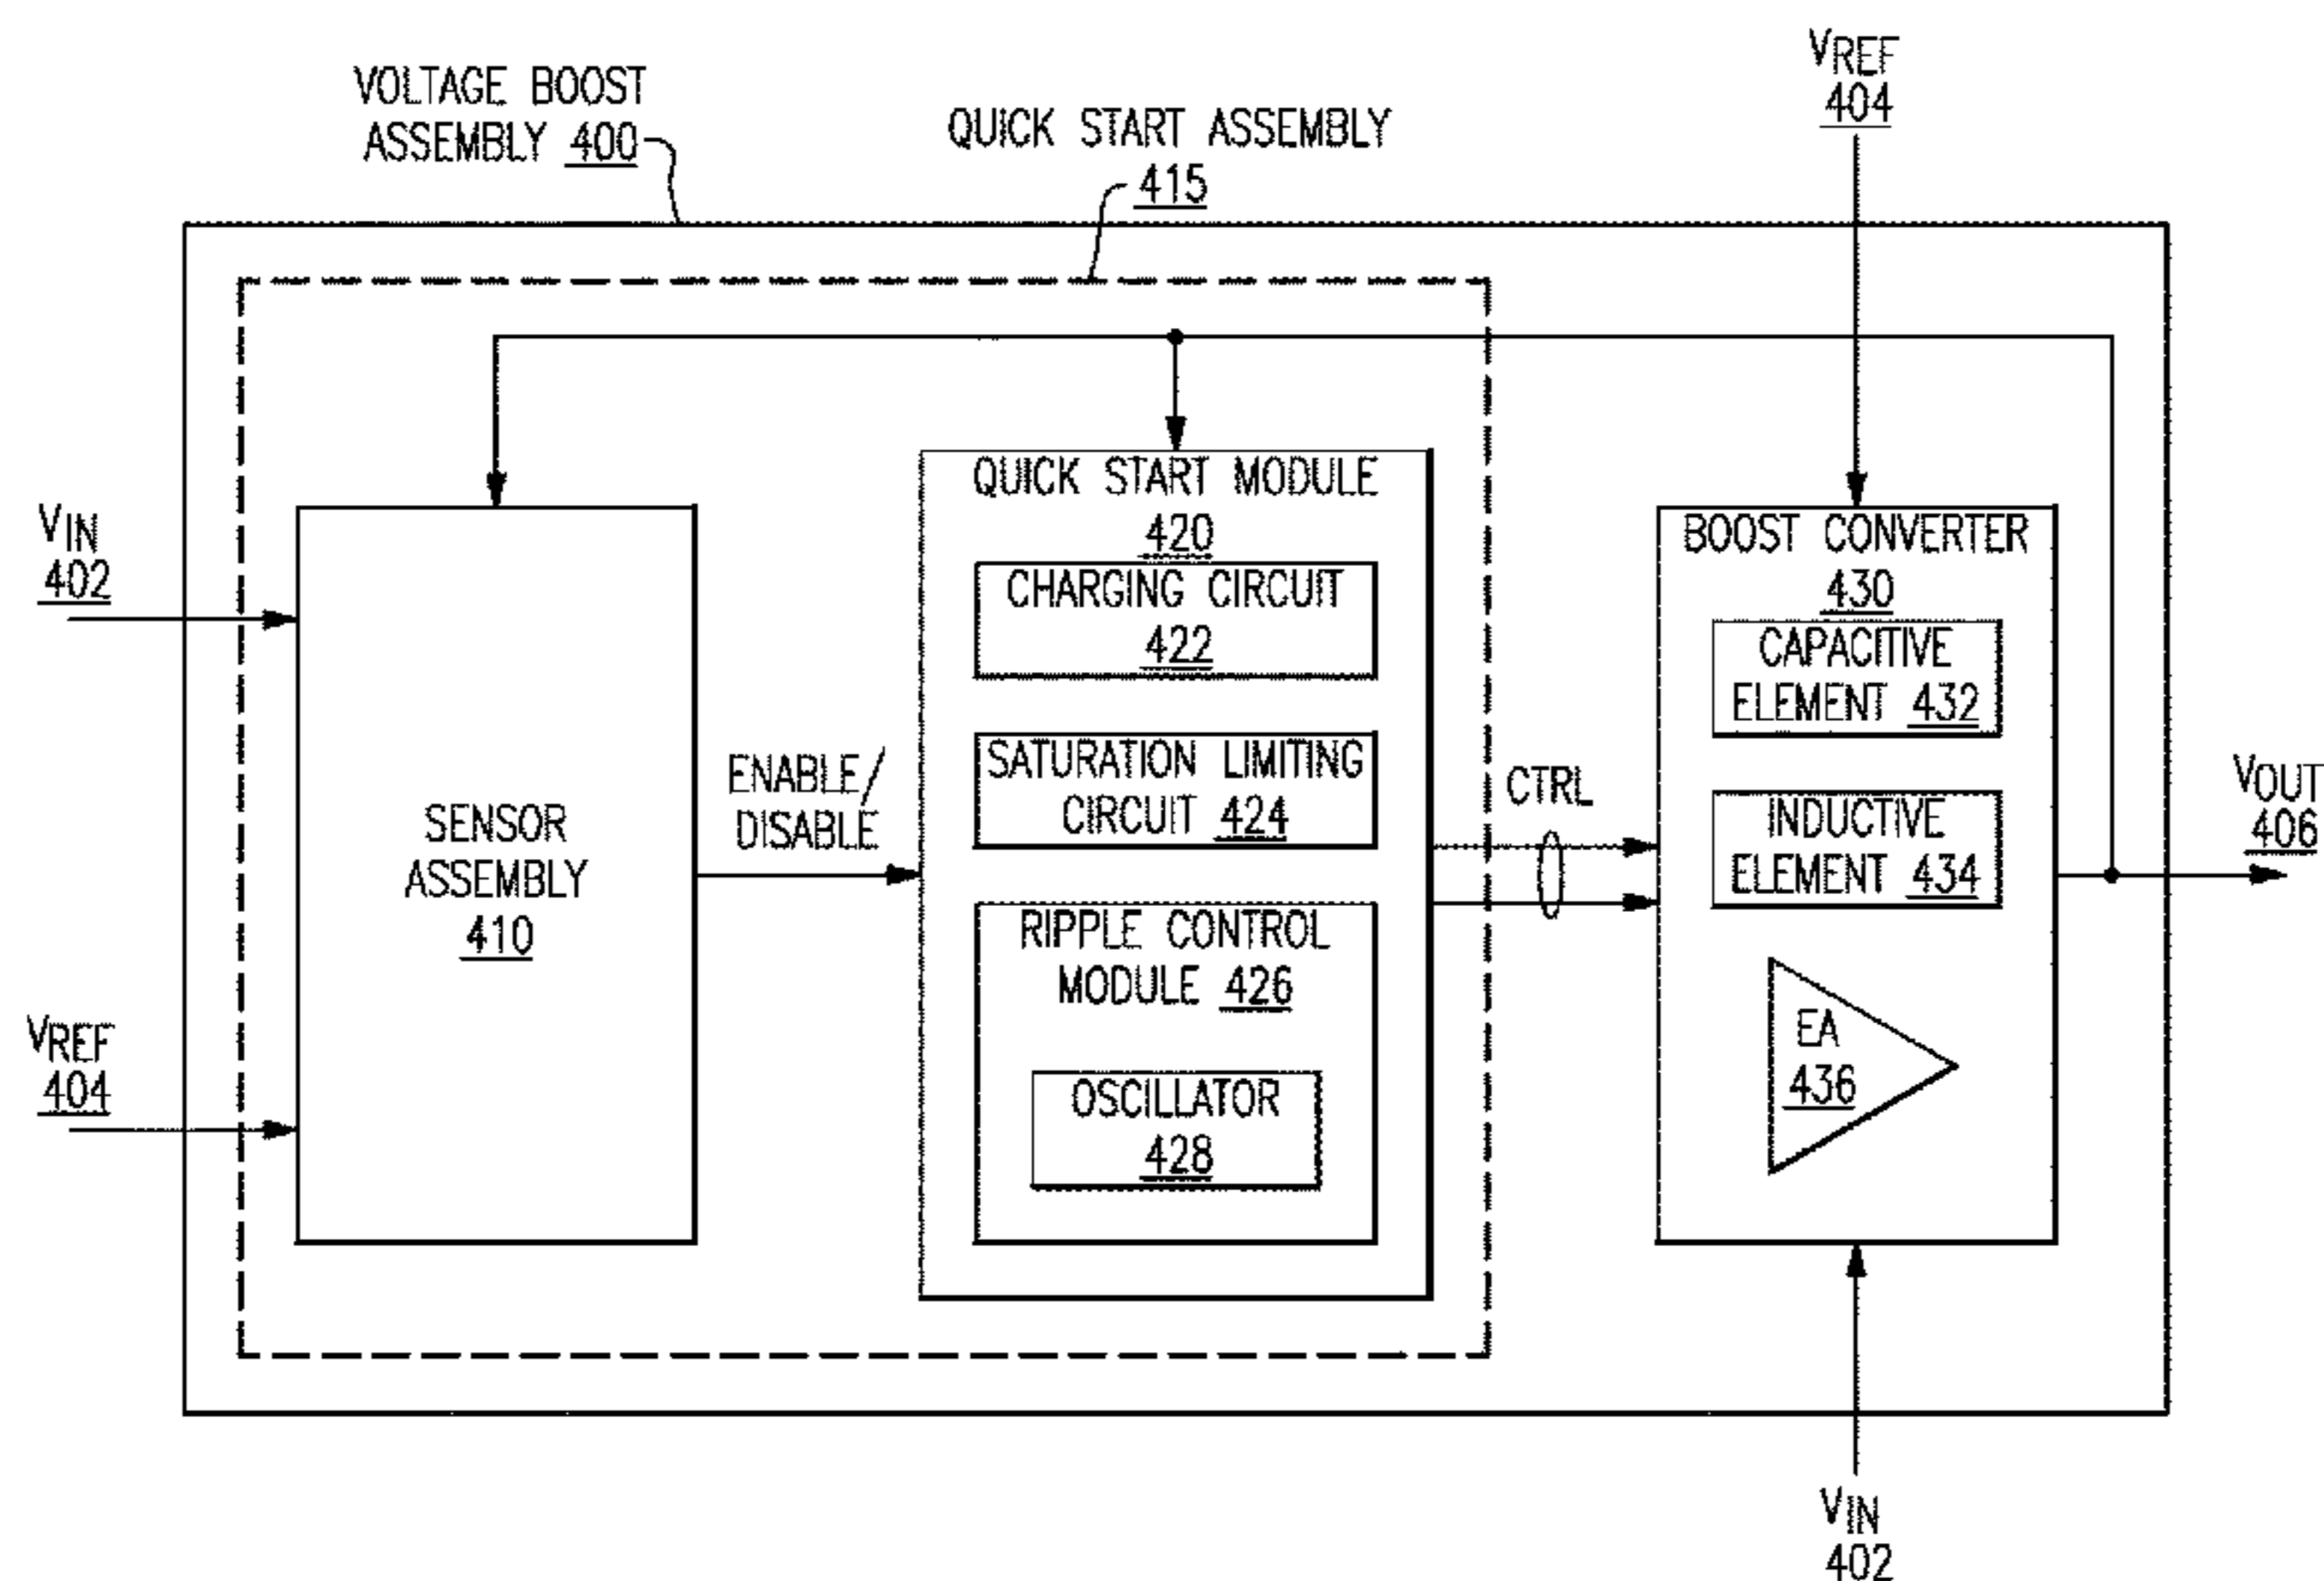 VOLTAGE BOOST
ASSEMBLY 400
QUICK START ASSEMBLY
415
VREF
404
VIN
402
VREF
404
SENSOR
ASSEMBLY
410
ENABLE/
DISABLE
QUICK START MODULE
420
CHARGING CIRCUIT
422
SATURATION LIMITING
CIRCUIT 424
RIPPLE CONTROL
MODULE 426
OSCILLATOR
428
CTRL
BOOST CONVERTER
430
CAPACITIVE
ELEMENT 432
INDUCTIVE
ELEMENT 434
EA
436
VOUT
406
VIN
402